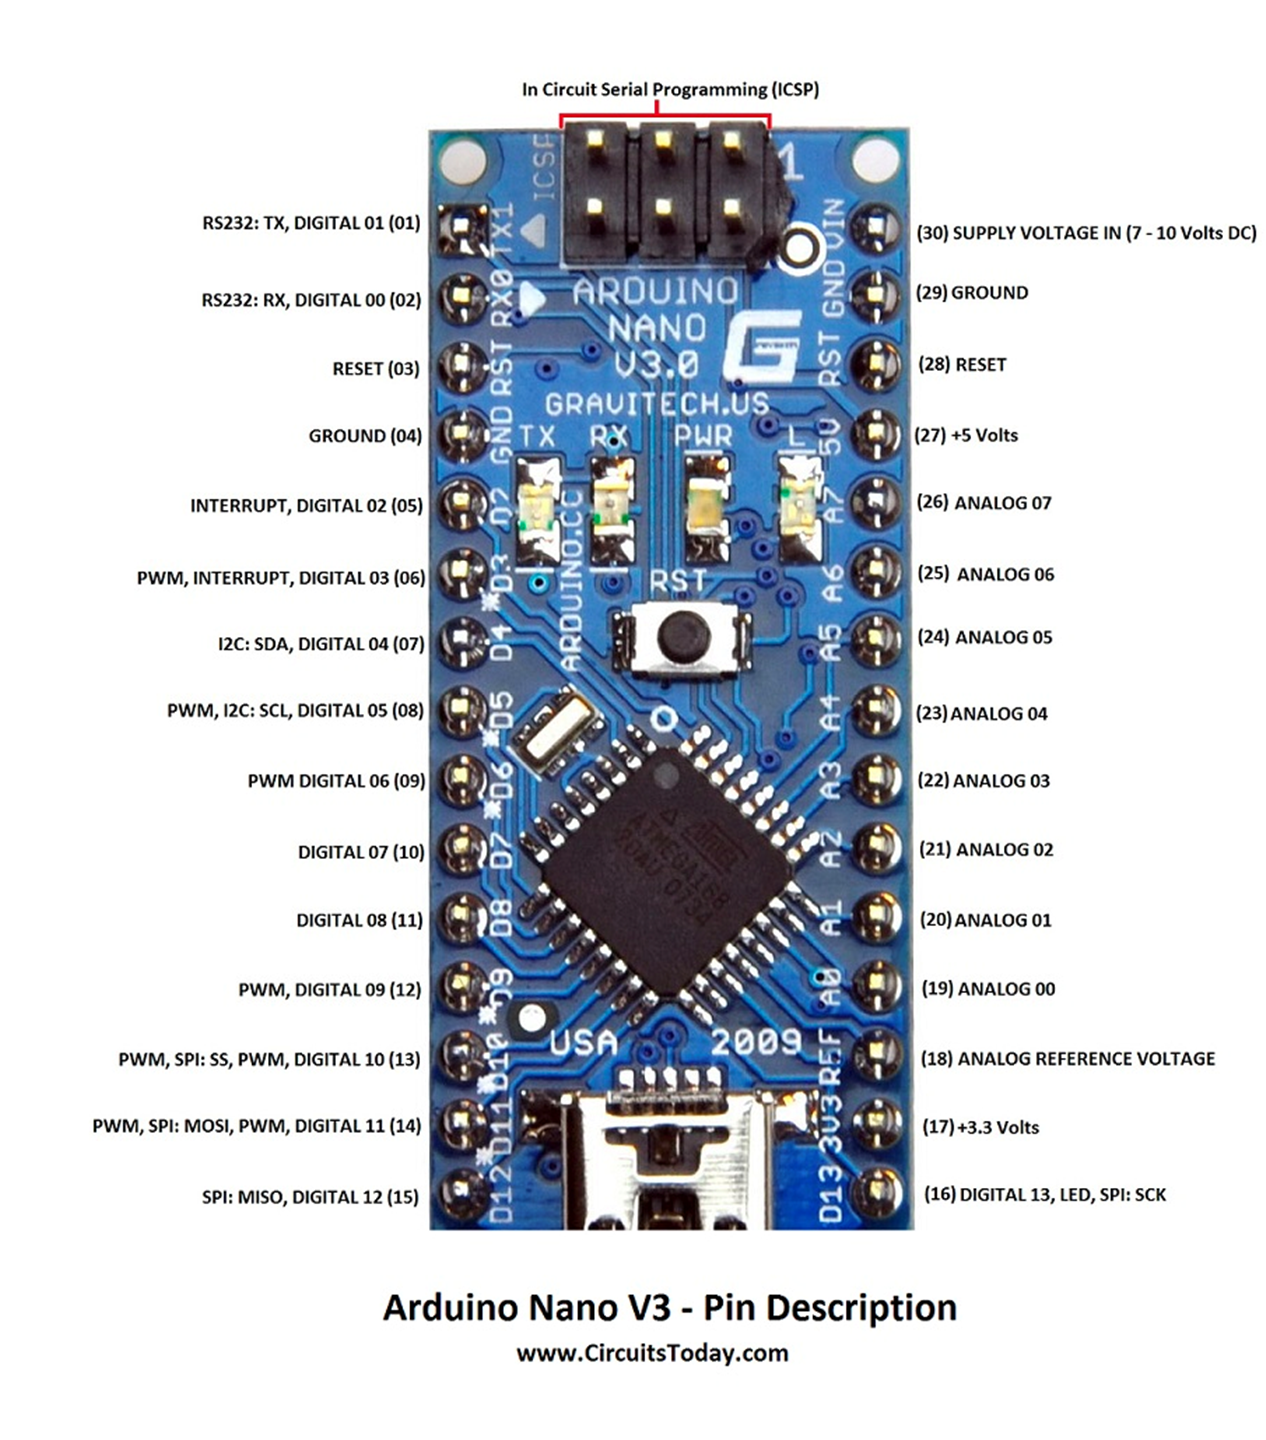 In Circuit Serial Programming (ICSP)
RS232: TX, DIGITAL 01 (01)
RS232: RX, DIGITAL 00 (02)
RESET (03)
GROUND (04)
INTERRUPT, DIGITAL 02 (05)
PWM, INTERRUPT, DIGITAL 03 (06)
I2C: SDA, DIGITAL 04 (07)
PWM, I2C: SCL, DIGITAL 05 (08)
PWM DIGITAL 06 (09)
DIGITAL 07 (10)
DIGITAL 08 (11)
PWM, DIGITAL 09 (12)
PWM, SPI: SS, PWM, DIGITAL 10 (13)
PWM, SPI: MOSI, PWM, DIGITAL 11 (14)
SPI: MISO, DIGITAL 12 (15)
ICSP
1
TX1
RX0
RST
GND
D2
*D3
D4
*D5
*D6
D7
D8
*D9
*D10
*D11
D12
ARDUINO
NANO
V3.0
G
GRAVITECH.US
TX RX PWR L
ARDUINO.CC
RST
ATMEGA168
20AU 0734
USA 2009
VIN
GND
RST
5V
A7
A6
A5
A4
A3
A2
A1
A0
REF
3V3
D13
(30) SUPPLY VOLTAGE IN (7 - 10 Volts DC)
(29) GROUND
(28) RESET
(27) +5 Volts
(26) ANALOG 07
(25) ANALOG 06
(24) ANALOG 05
(23) ANALOG 04
(22) ANALOG 03
(21) ANALOG 02
(20) ANALOG 01
(19) ANALOG 00
(18) ANALOG REFERENCE VOLTAGE
(17) +3.3 Volts
(16) DIGITAL 13, LED, SPI: SCK
Arduino Nano V3 - Pin Description
www.CircuitsToday.com